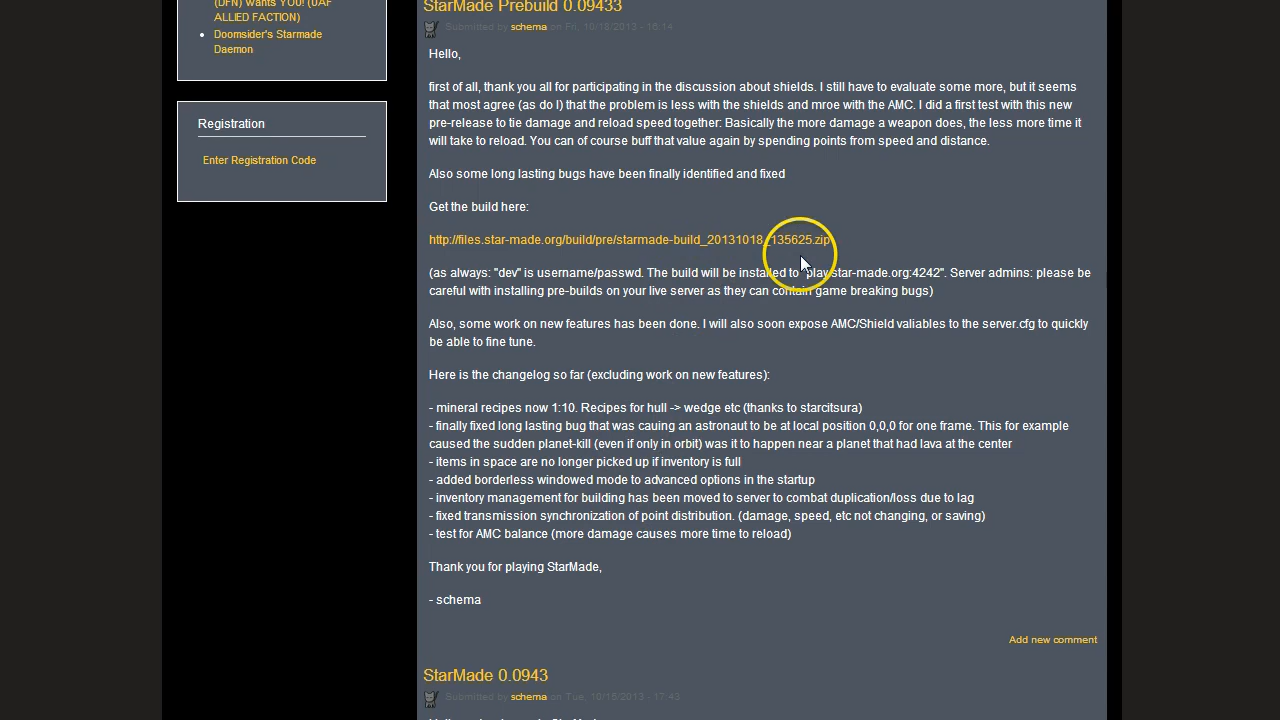 (DFN) Wants YOU! (UAF
ALLIED FACTION)
Doomsider's Starmade
Daemon
Registration
Enter Registration Code
StarMade Prebuild 0.09433
Submitted by schema on Fri, 10/18/2013 - 16:14
Hello,
first of all, thank you all for participating in the discussion about shields. I still have to evaluate some more, but it seems
that most agree (as do I) that the problem is less with the shields and mroe with the AMC. I did a first test with this new
pre-release to tie damage and reload speed together: Basically the more damage a weapon does, the less more time it
will take to reload. You can of course buff that value again by spending points from speed and distance.
Also some long lasting bugs have been finally identified and fixed
Get the build here:
http://files.star-made.org/build/pre/starmade-build_20131018_135625.zip
(as always: "dev" is username/passwd. The build will be installed to "play.star-made.org:4242". Server admins: please be
careful with installing pre-builds on your live server as they can contain game breaking bugs)
Also, some work on new features has been done. I will also soon expose AMC/Shield valiables to the server.cfg to quickly
be able to fine tune.
Here is the changelog so far (excluding work on new features):
- mineral recipes now 1:10. Recipes for hull -> wedge etc (thanks to starcitsura)
- finally fixed long lasting bug that was cauing an astronaut to be at local position 0,0,0 for one frame. This for example
caused the sudden planet-kill (even if only in orbit) was it to happen near a planet that had lava at the center
- items in space are no longer picked up if inventory is full
- added borderless windowed mode to advanced options in the startup
- inventory management for building has been moved to server to combat duplication/loss due to lag
- fixed transmission synchronization of point distribution. (damage, speed, etc not changing, or saving)
- test for AMC balance (more damage causes more time to reload)
Thank you for playing StarMade,
- schema
Add new comment
StarMade 0.0943
Submitted by schema on Tue, 10/15/2013 - 17:43